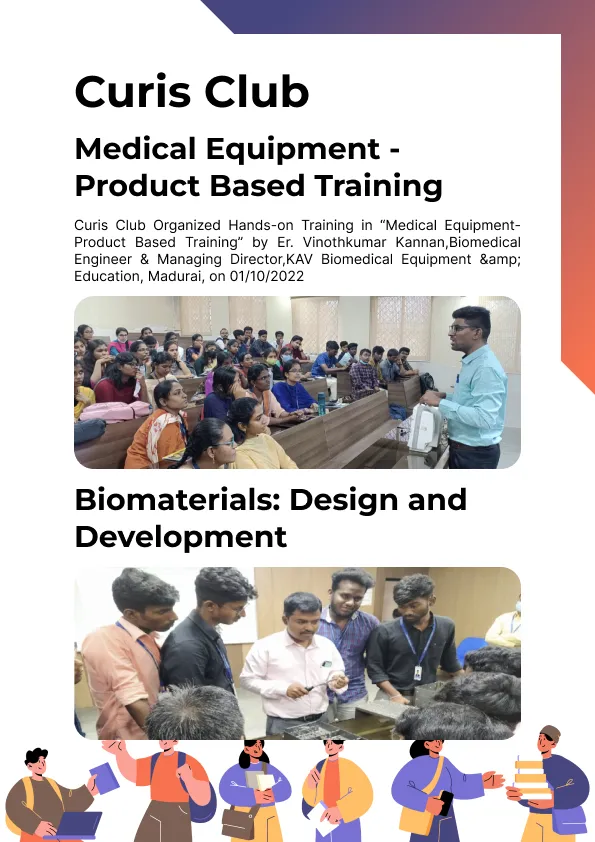 Curis Club
Medical Equipment -
Product Based Training
Curis Club Organized Hands-on Training in “Medical Equipment-
Product Based Training” by Er. Vinothkumar Kannan,Biomedical
Engineer & Managing Director,KAV Biomedical Equipment &amp;
Education, Madurai, on 01/10/2022
Biomaterials: Design and
Development